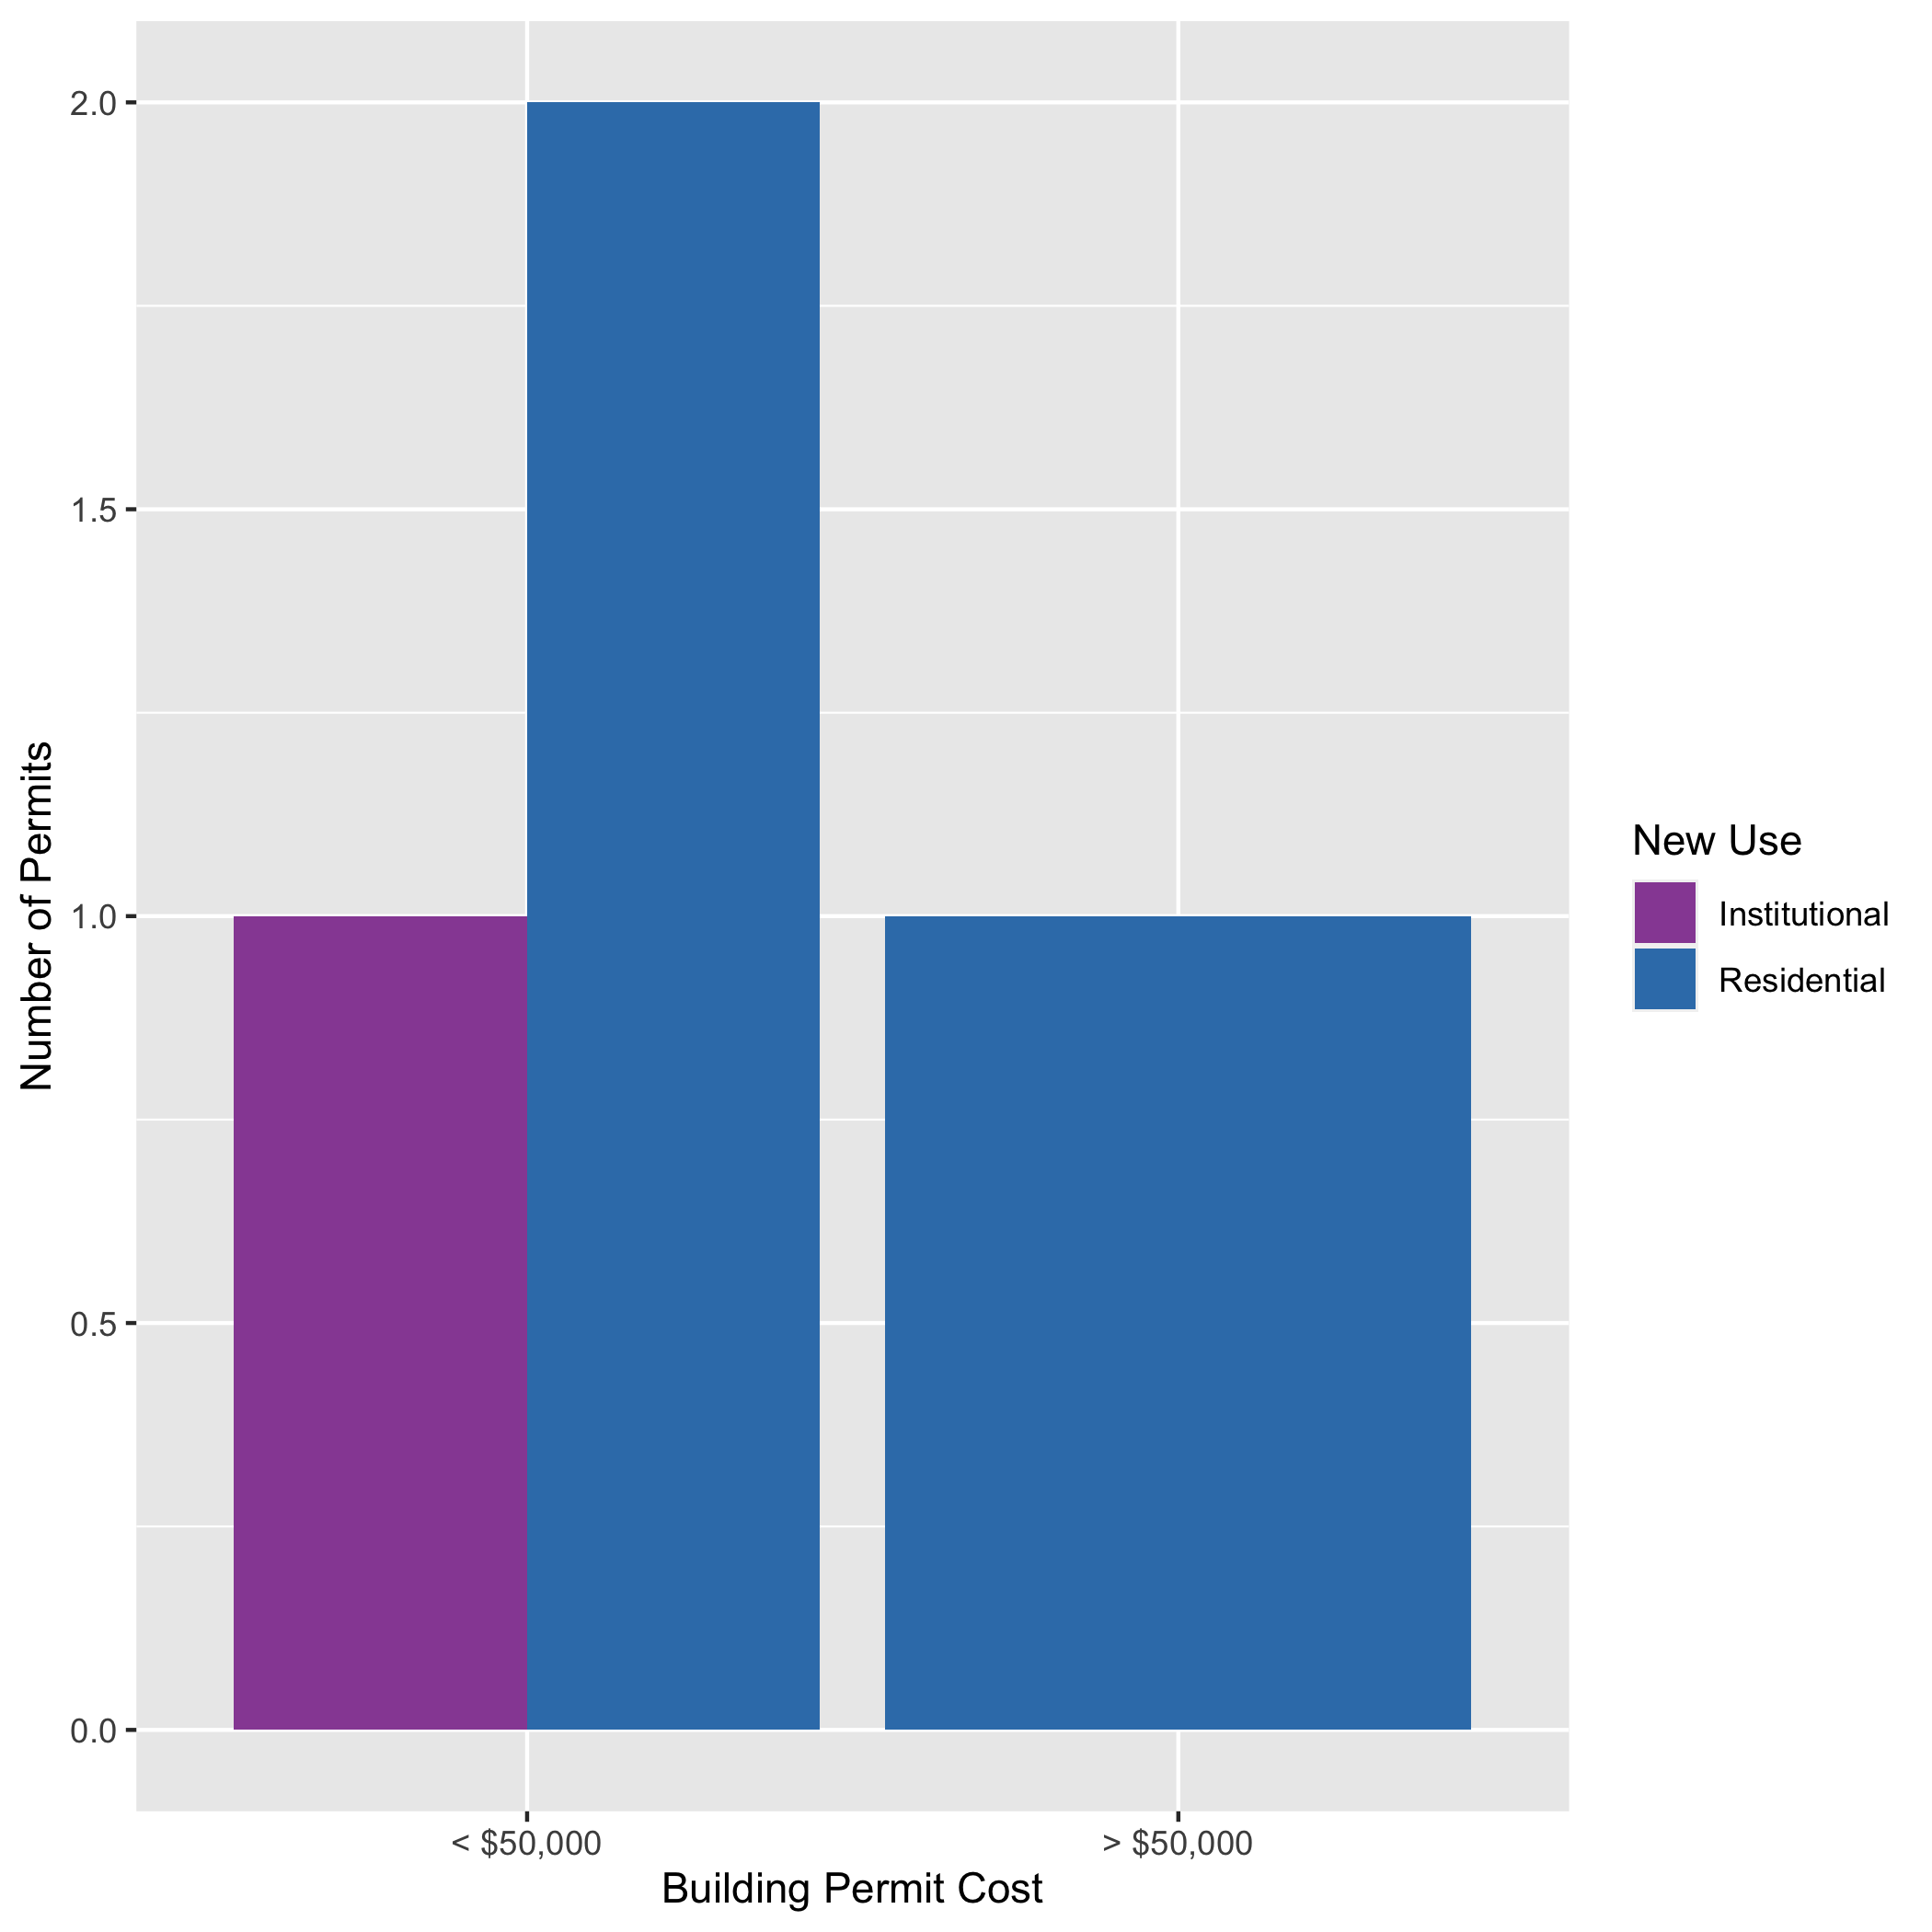 2.0
1.5
1.0
0.5
0.0
Number of Permits
< $50,000
> $50,000
Building Permit Cost
New Use
Institutional
Residential